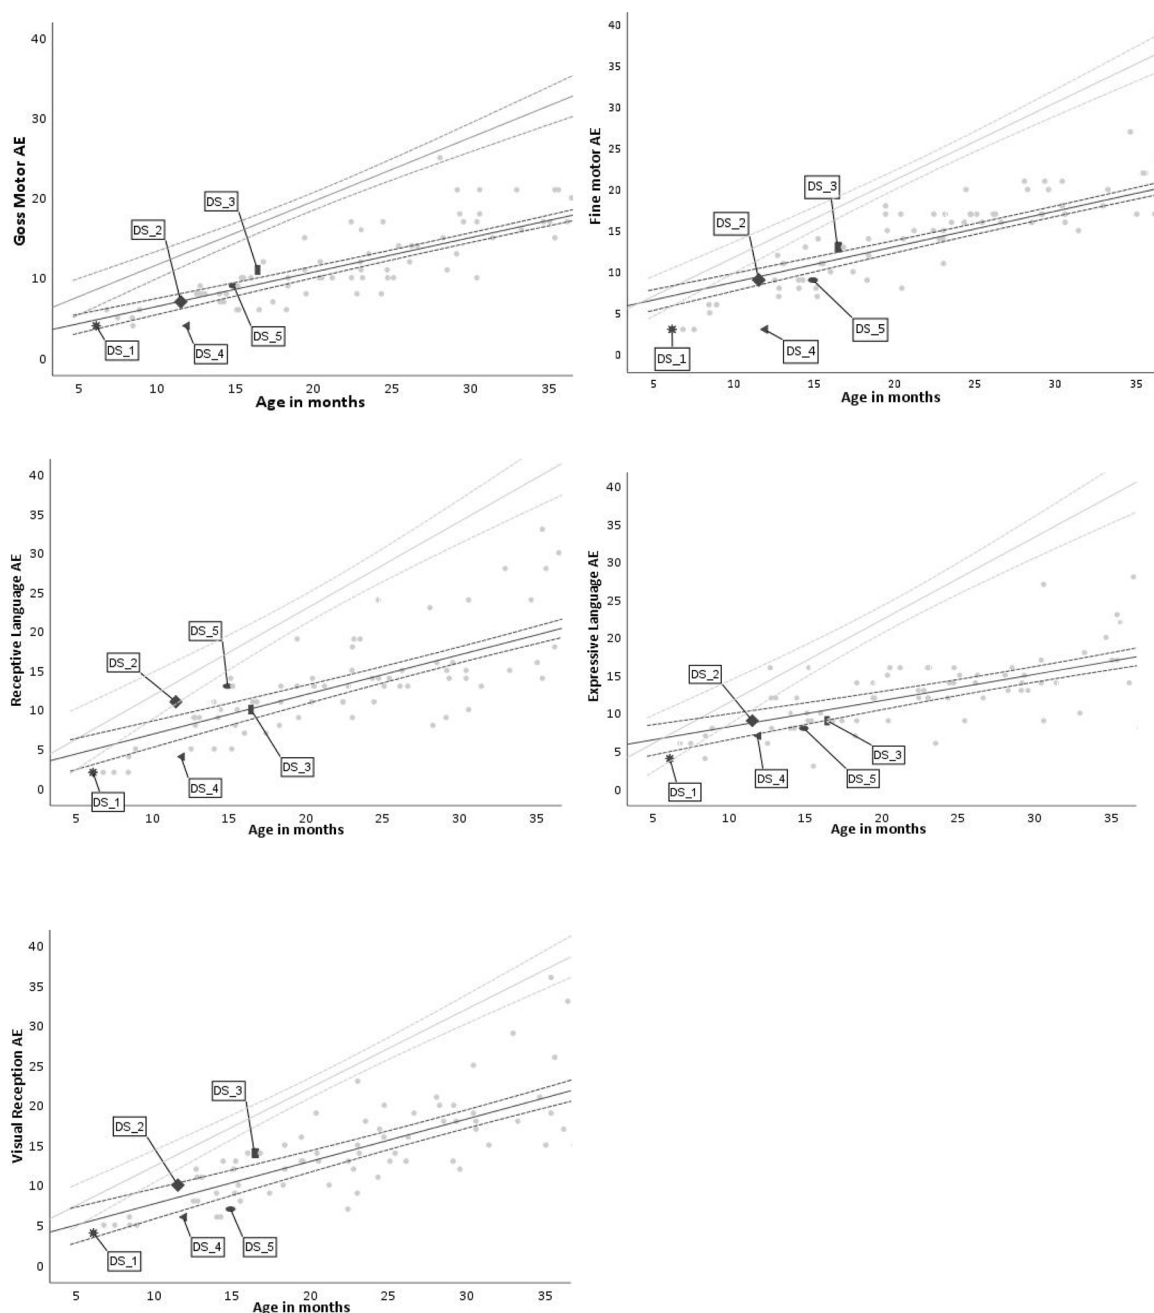 40
30
20
10
0
Goss Motor AE
DS_3
DS_2
DS_1
DS_4
DS_5
5 10 15 20 25 30 35
Age in months
40
35
30
25
20
15
10
5
0
Fine motor AE
DS_3
DS_2
DS_5
DS_4
DS_1
5 10 15 20 25 30 35
Age in months
40
35
30
25
20
15
10
5
0
Receptive Language AE
DS_5
DS_2
DS_3
DS_4
DS_1
5 10 15 20 25 30 35
Age in months
40
35
30
25
20
15
10
5
0
Expressive Language AE
DS_2
DS_3
DS_4
DS_5
DS_1
5 10 15 20 25 30 35
Age in months
40
35
30
25
20
15
10
5
0
Visual Reception AE
DS_3
DS_2
DS_4
DS_5
DS_1
5 10 15 20 25 30 35
Age in months